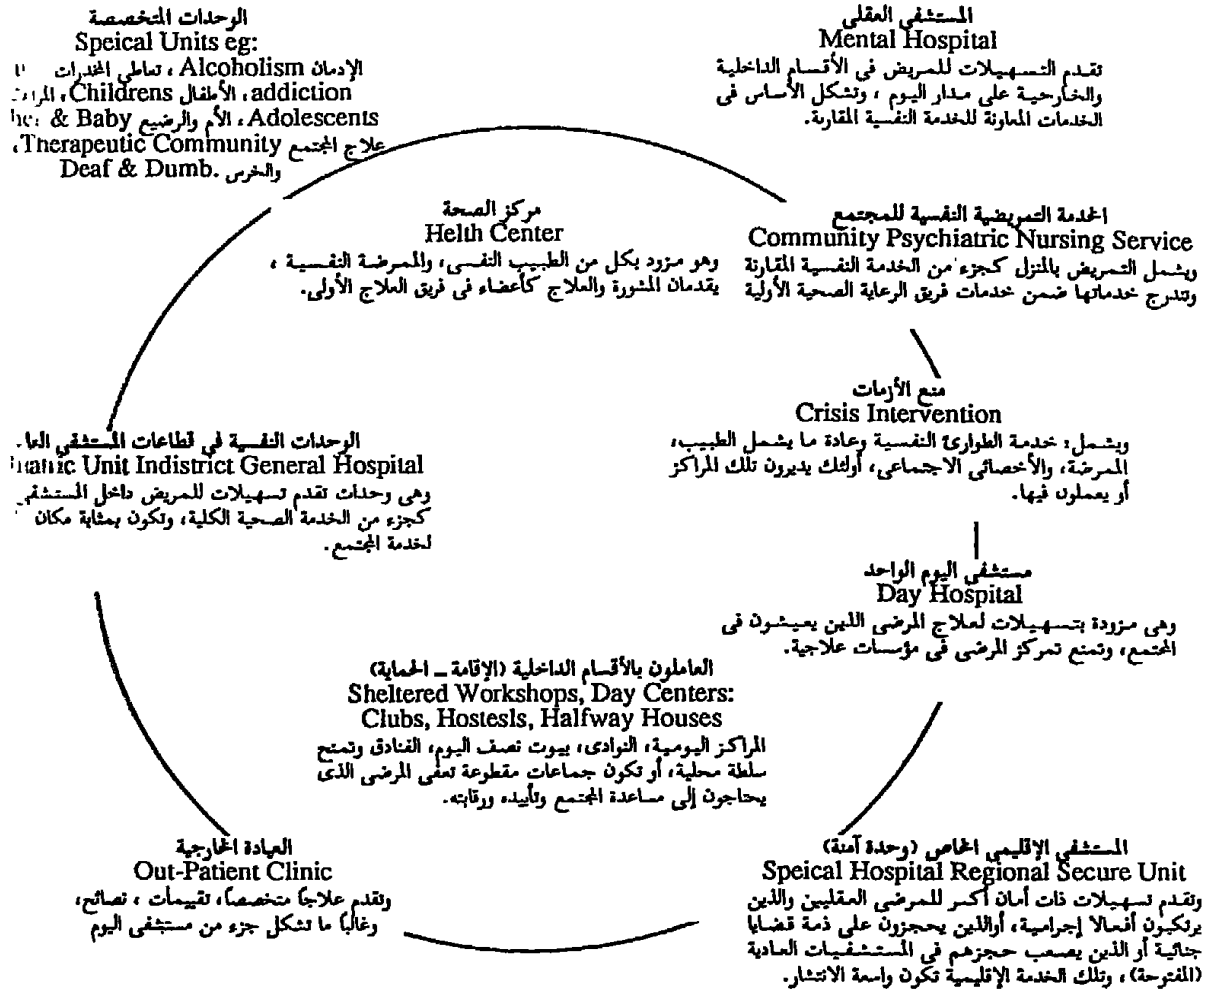 المستشفى العقلى
Mental Hospital
تقدم التسهيلات للمريض فى الأقسام الداخلية
والخارجية على مدار اليوم ، وتشكل الأساس فى
الخدمات المعاونة للخدمة النفسية المقارنة.
الوحدات المتخصصة
Speical Units eg:
الإدمان Alcoholism ، تعاطي المخدرات
addiction، الأطفال Childrens،
Adolescents، الأم والرضيع & Baby
علاج المجتمع Therapeutic Community،
والخرس Deaf & Dumb.
الخدمة التمريضية النفسية للمجتمع
Community Psychiatric Nursing Service
ويشمل التمريض بالمنزل كجزء من الخدمة النفسية المقارنة
وتندرج خدماتها ضمن خدمات فريق الرعاية الصحية الأولية
مركز الصحة
Helth Center
وهو مزود بكل من الطبيب النفسى، والممرضة النفسية ،
يقدمان المشورة والعلاج كأعضاء فى فريق العلاج الأولى.
منع الأزمات
Crisis Intervention
ويشمل: خدمة الطوارئ النفسية وعادة ما يشمل الطبيب،
الممرضة، والأخصائى الاجتماعى، أولئك يديرون تلك المراكز
أو يعملون فيها.
الوحدات النفسية في قطاعات المستشفي
Unit Indistrict General Hospital
وهى وحدات تقدم تسهيلات للمريض داخل
كجزء من الخدمة الصحية الكلية، وتكون بمثابة مكان
لخدمة المجتمع.
مستشفى اليوم الواحد
Day Hospital
وهى مزودة بتسهيلات لعلاج المرضى الذين يعيشون فى
المجتمع، وتمنع تمركز المرضى فى مؤسسات علاجية.
العاملون بالأقسام الداخلية (الإقامة ــ الحماية)
Sheltered Workshops, Day Centers:
Clubs, Hostesls, Halfway Houses
المراكز اليومية، النوادى، بيوت نصف اليوم، الفنادق وتمنح
سلطة محلية، أو تكون جماعات مقطوعة تعفى المرضى الذى
يحتاجون إلى مساعدة المجتمع وتأييده ورقابته.
المستشفى الإقليمى الخاص (وحدة آمنة)
Speical Hospital Regional Secure Unit
وتقدم تسهيلات ذات أمان أكبر للمرضى العقليين والذين
يرتكبون أفعالا إجرامية، أوالذين يحجزون على ذمة قضايا
جنائية أو الذين يصعب حجزهم فى المستشفيات العادية
(المفتوحة) ، وتلك الخدمة الإقليمية تكون واسعة الانتشار.
العيادة الخارجية
Out-Patient Clinic
وتقدم علاجاً متخصصاً، تقييمات ، نصائح،
وغالباً ما تشكل جزء من مستشفى اليوم